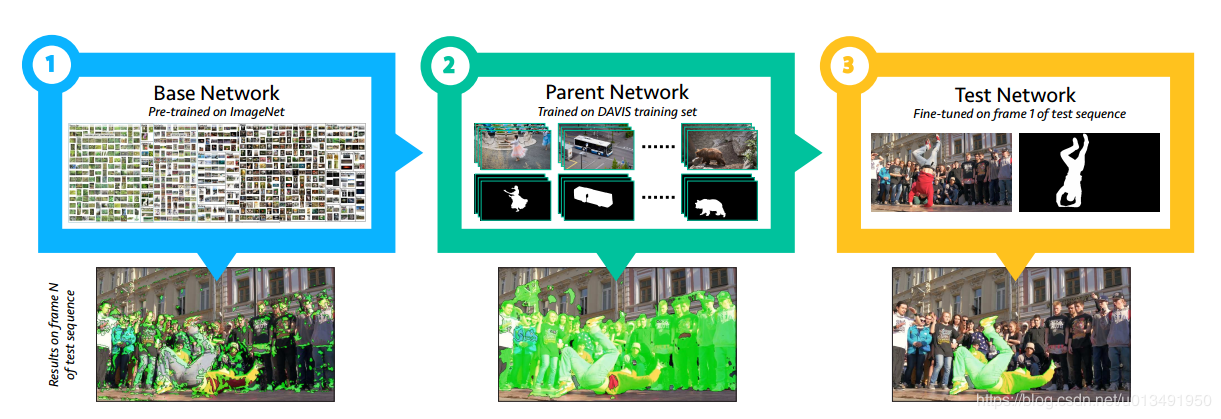 1
Base Network
Pre-trained on ImageNet
2
Parent Network
Trained on DAVIS training set
3
Test Network
Fine-tuned on frame 1 of test sequence
Results on frame N
of test sequence
https://blog.csdn.net/u013491950